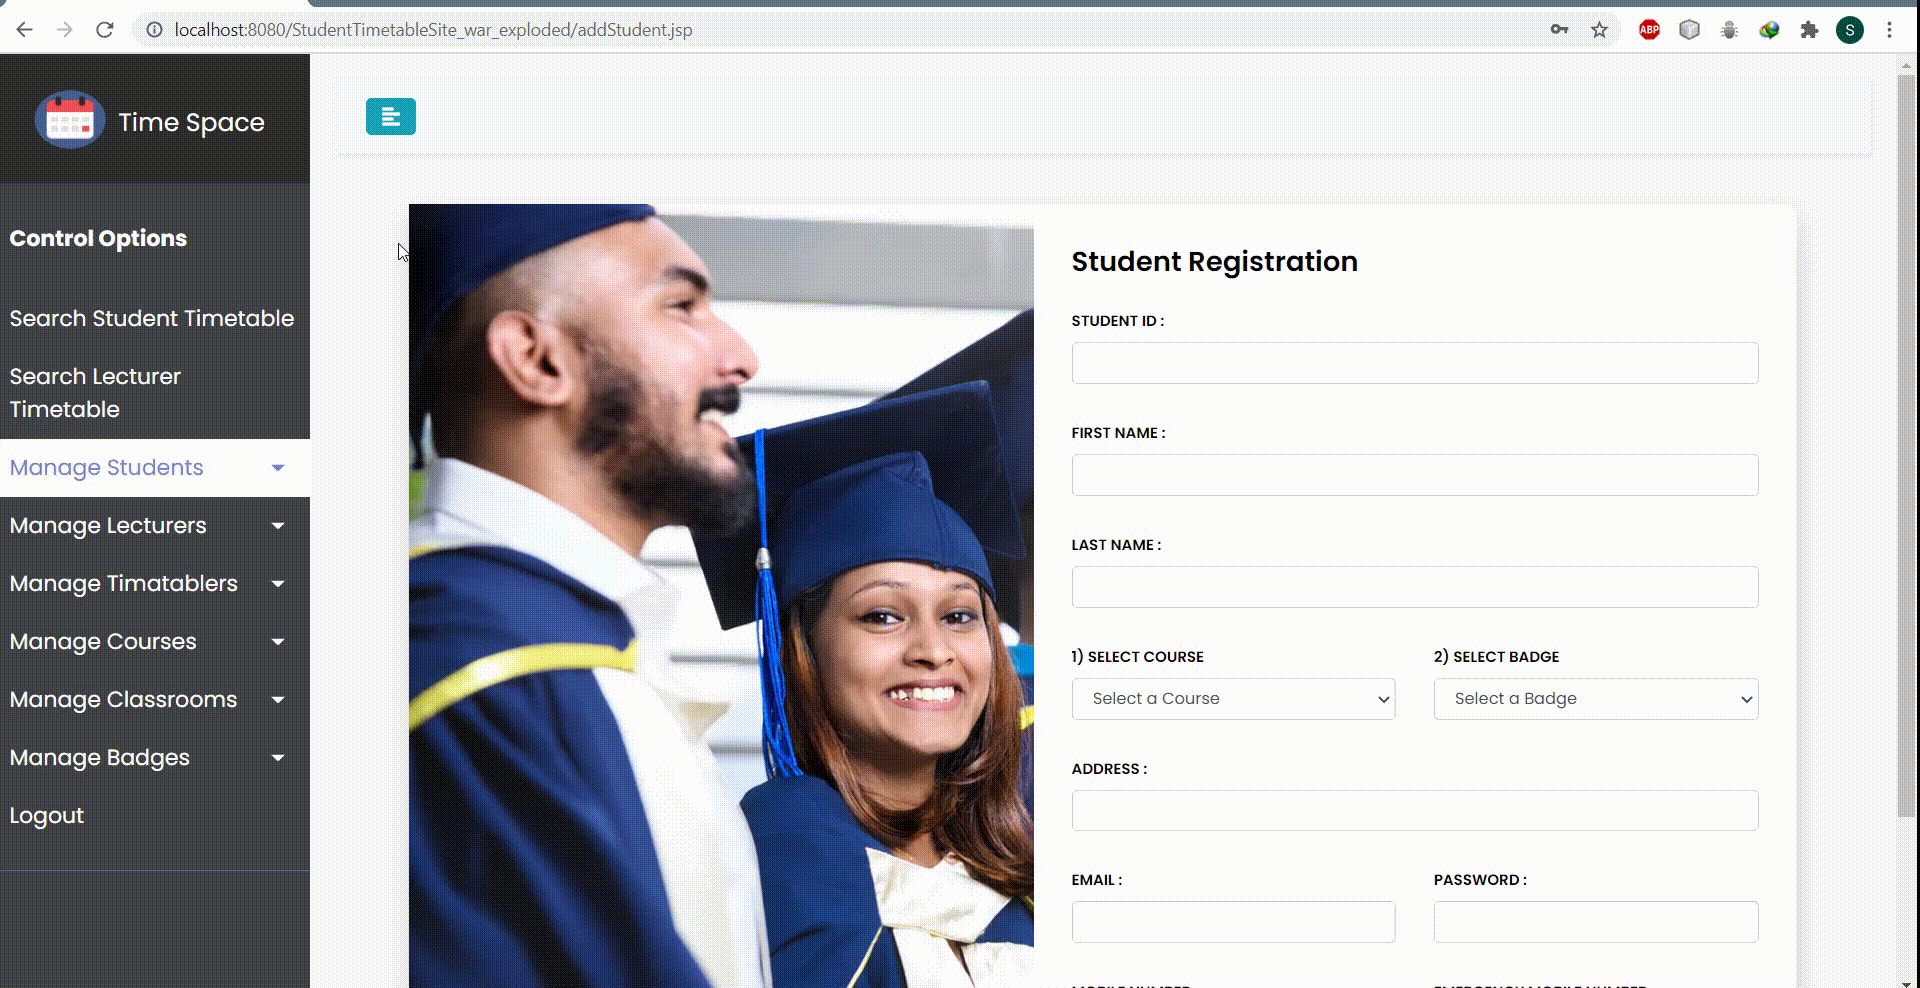 localhost:8080/StudentTimetableSite_war_exploded/addStudent.jsp
ABP
S
Time Space
Control Options
Search Student Timetable
Search Lecturer
Timetable
Manage Students
Manage Lecturers
Manage Timatablers
Manage Courses
Manage Classrooms
Manage Badges
Logout
Student Registration
STUDENT ID :
FIRST NAME :
LAST NAME :
1) SELECT COURSE
2) SELECT BADGE
Select a Course
Select a Badge
ADDRESS :
EMAIL :
PASSWORD :